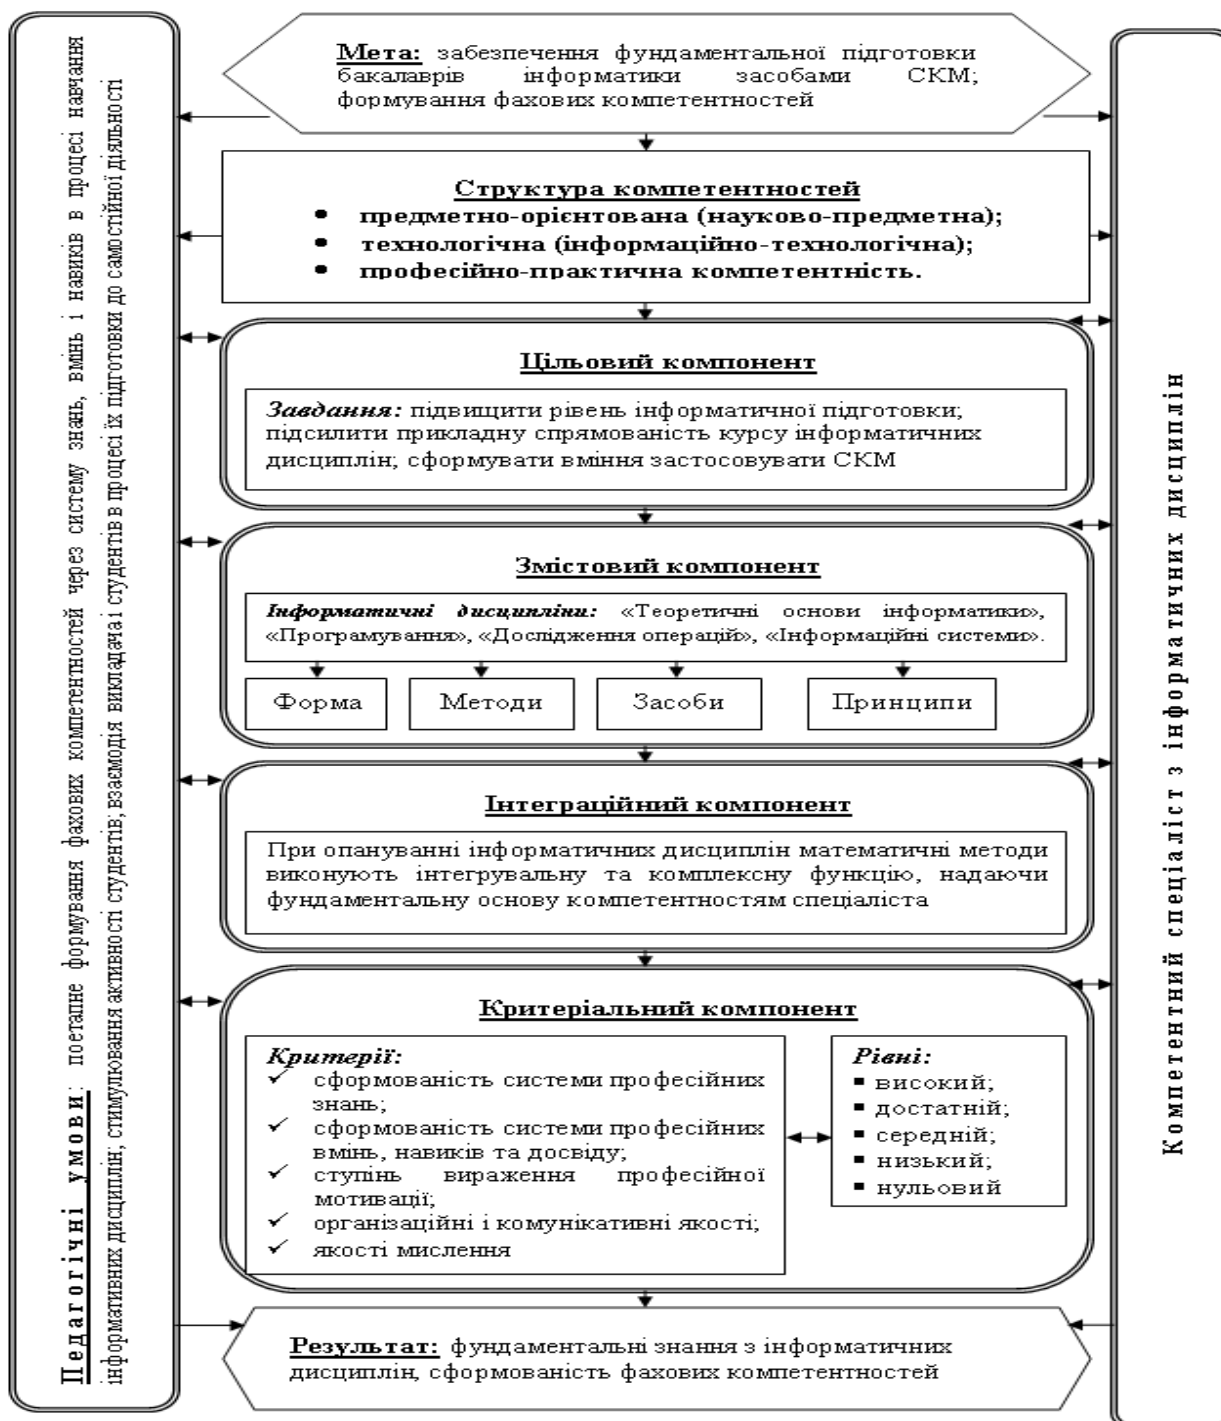 Мета: забезпечення фундаментальної підготовки
бакалаврів інформатики засобами СКМ;
формування фахових компетентностей
Структура компетентностей
• предметно-орієнтована (науково-предметна);
• технологічна (інформаційно-технологічна);
• професійно-практична компетентність.
Цільовий компонент
Завдання: підвищити рівень інформатичної підготовки;
підсилити прикладну спрямованість курсу інформатичних
дисциплін; сформувати вміння застосовувати СКМ
Змістовий компонент
Інформатичні дисципліни: «Теоретичні основи інформатики»,
«Програмування», «Дослідження операцій», «Інформаційні системи».
Форма
Методи
Засоби
Принципи
Інтеграційний компонент
При опануванні інформатичних дисциплін математичні методи
виконують інтегрувальну та комплексну функцію, надаючи
фундаментальну основу компетентностям спеціаліста
Критеріальний компонент
Критерії:
✓ сформованість системи професійних
знань;
✓ сформованість системи професійних
вмінь, навиків та досвіду;
✓ ступінь вираження професійної
мотивації;
✓ організаційні і комунікативні якості;
✓ якості мислення
Рівні:
▪ високий;
▪ достатній;
▪ середній;
▪ низький;
▪ нульовий
Результат: фундаментальні знання з інформатичних
дисциплін, сформованість фахових компетентностей
Педагогічні умови: поетапне формування фахових компетентностей через систему знань, вмінь і навиків в процесі навчання
інформативних дисциплін; стимулювання активності студентів; взаємодія викладача і студентів в процесі їх підготовки до самостійної діяльності
Компетентний спеціаліст з інформатичних дисциплін